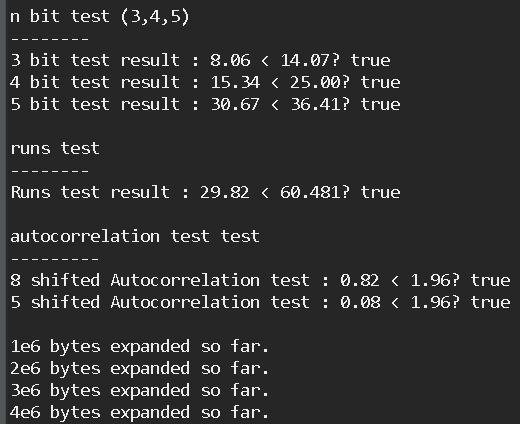 n bit test (3,4,5)
--------
3 bit test result : 8.06 < 14.07? true
4 bit test result : 15.34 < 25.00? true
5 bit test result : 30.67 < 36.41? true
runs test
--------
Runs test result : 29.82 < 60.481? true
autocorrelation test test
---------
8 shifted Autocorrelation test : 0.82 < 1.96? true
5 shifted Autocorrelation test : 0.08 < 1.96? true
1e6 bytes expanded so far.
2e6 bytes expanded so far.
3e6 bytes expanded so far.
4e6 bytes expanded so far.